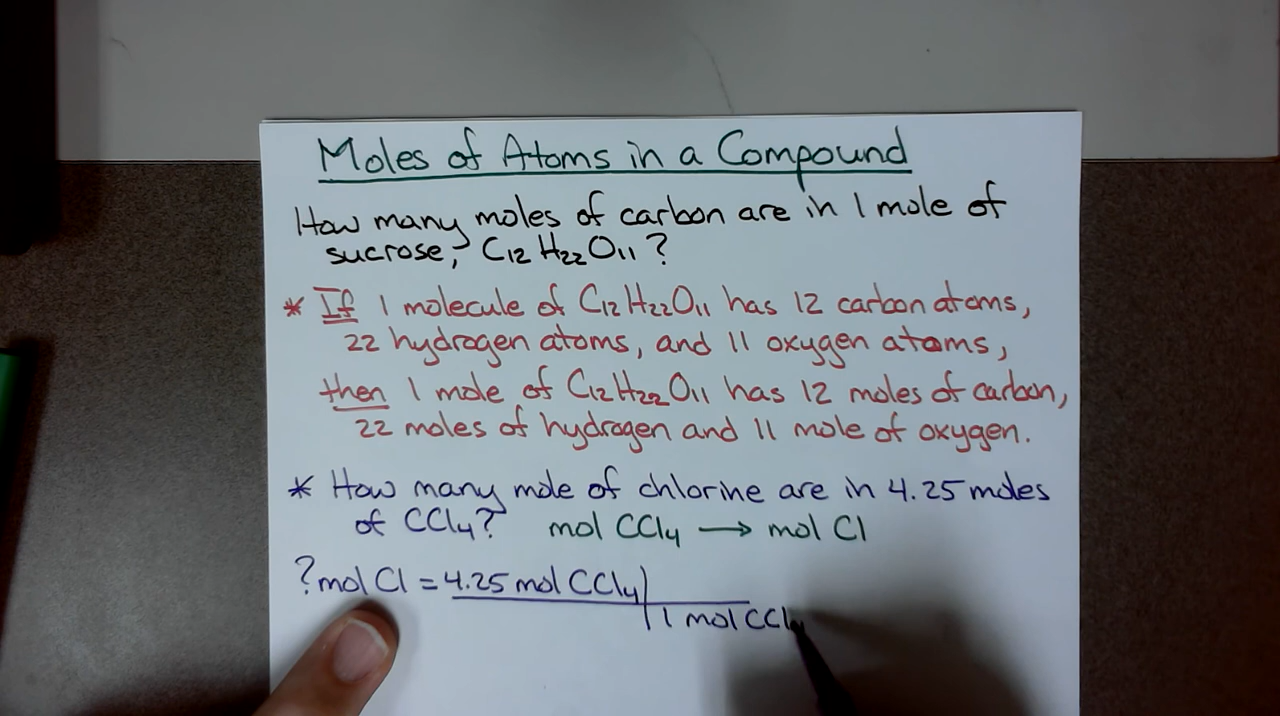 Moles of Atoms in a Compound
How many moles of carbon are in 1 mole of
sucrose, C12H22O11?
* If 1 molecule of C12H22O11 has 12 carbon atoms,
22 hydrogen atoms, and 11 oxygen atoms,
then 1 mole of C12H22O11 has 12 moles of carbon,
22 moles of hydrogen and 11 mole of oxygen.
* How many mole of chlorine are in 4.25 moles
of CCl4? mol CCl4 → mol Cl
? mol Cl = 4.25 mol CCl4
1 mol CCl